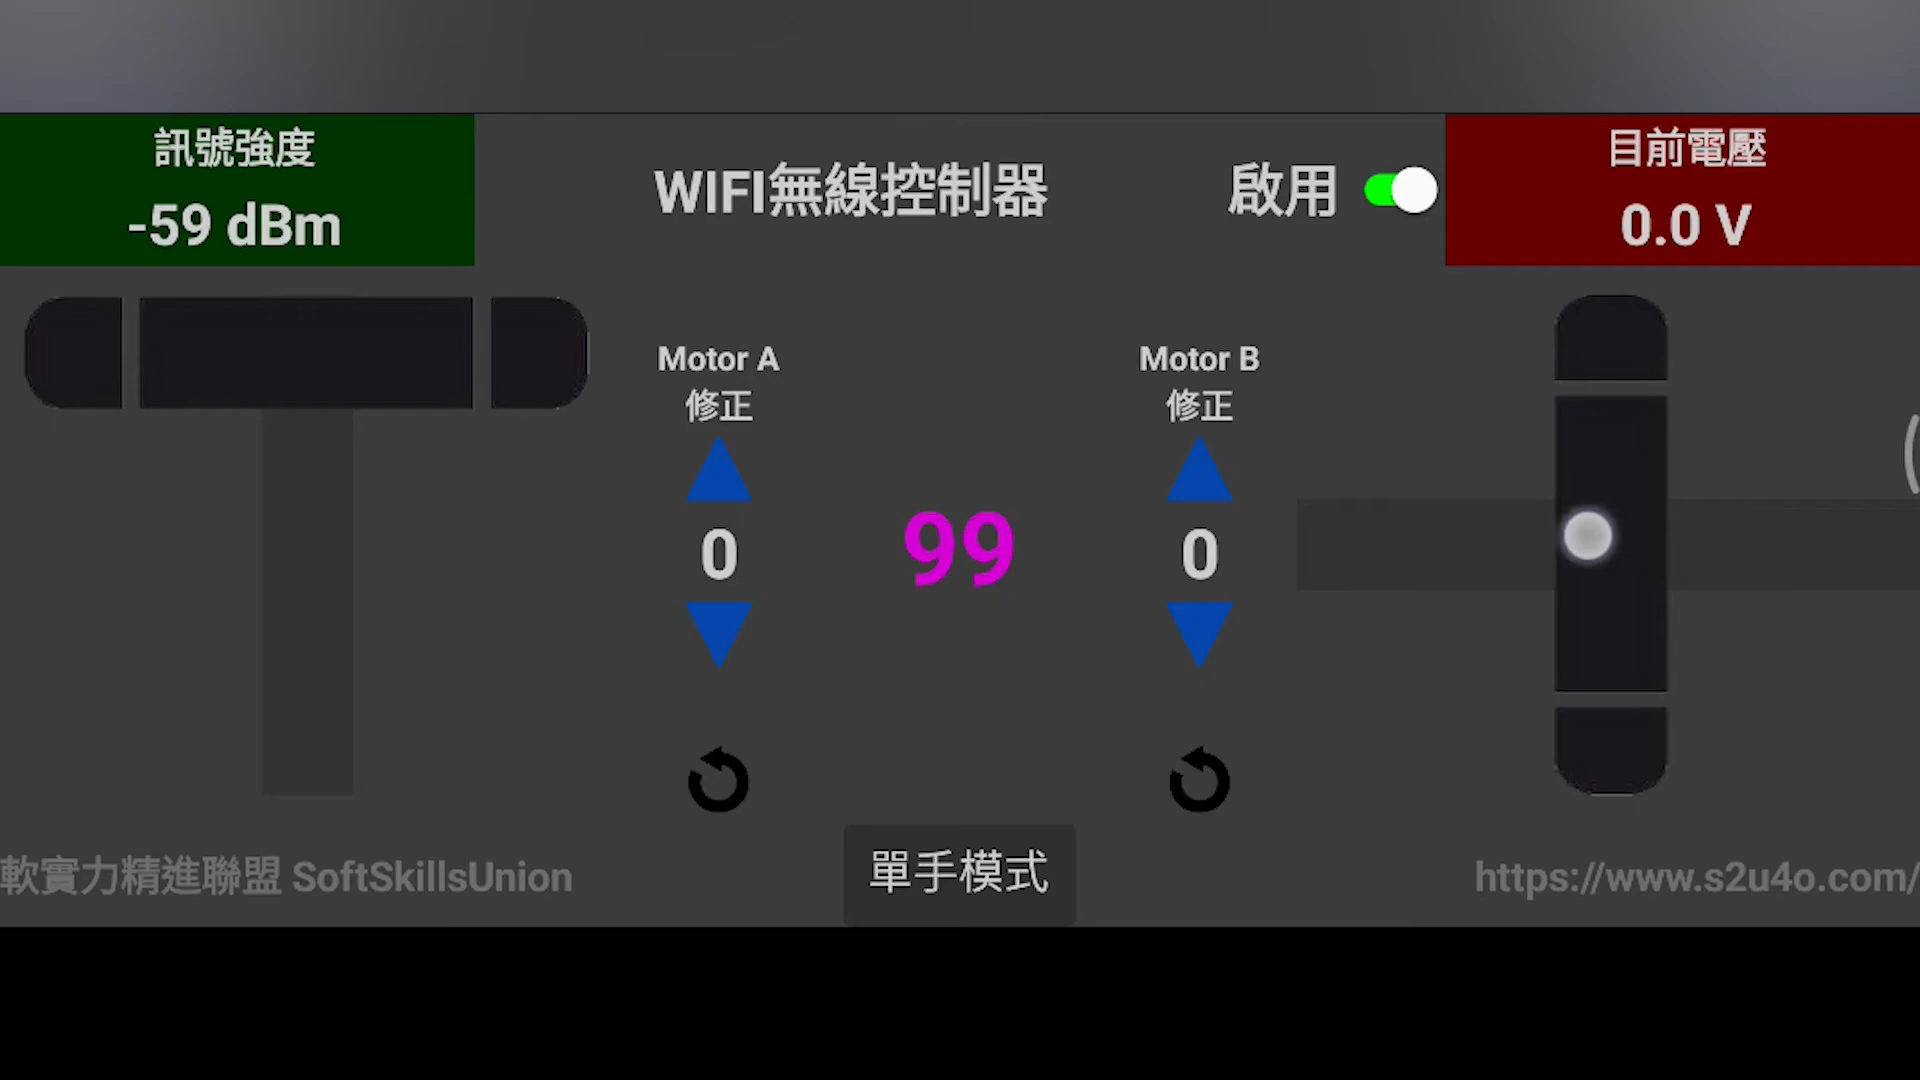 訊號強度
-59 dBm
WIFI無線控制器
啟用
目前電壓
0.0 V
Motor A
修正
0
99
Motor B
修正
0
單手模式
軟實力精進聯盟 SoftSkillsUnion
https://www.s2u4o.com/